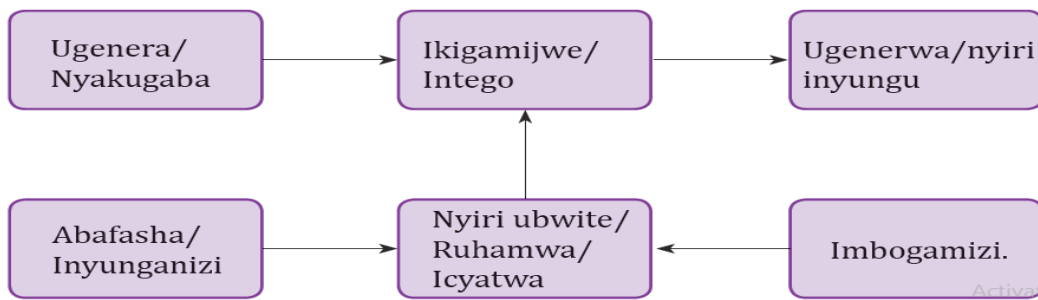 Ugenera/
Nyakugaba
Ikigamijwe/
Intego
Ugenerwa/nyiri
inyungu
Abafasha/
Inyunganizi
Nyiri ubwite/
Ruhamwa/
Icyatwa
Imbogamizi.